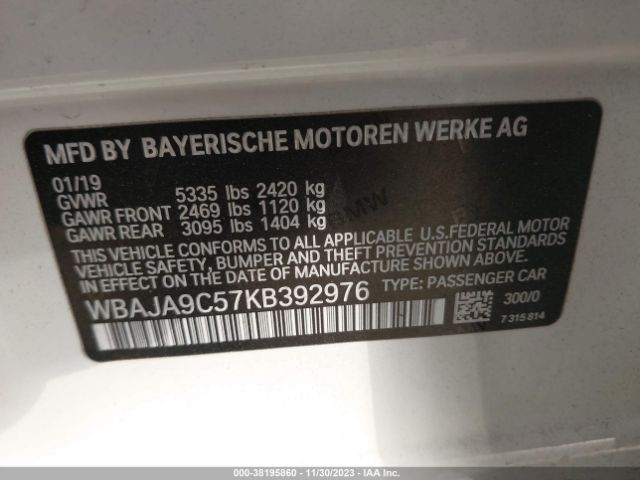 MFD BY BAYERISCHE MOTOREN WERKE AG
01/19
GVWR 5335 lbs 2420 kg
GAWR FRONT 2469 lbs 1120 kg
GAWR REAR 3095 lbs 1404 kg
THIS VEHICLE CONFORMS TO ALL APPLICABLE U.S.FEDERAL MOTOR
VEHICLE SAFETY, BUMPER AND THEFT PREVENTION STANDARDS
IN EFFECT ON THE DATE OF MANUFACTURE SHOWN ABOVE.
WBAJA9C57KB392976 TYPE: PASSENGER CAR
300/0
7 315 814
BMW
000-38195860 - 11/30/2023 - IAA Inc.